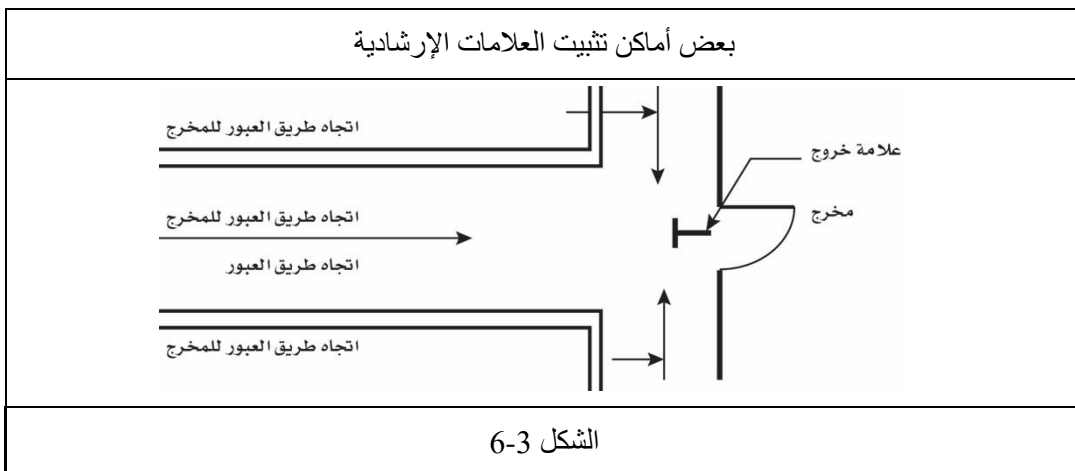 بعض أماكن تثبيت العلامات الإرشادية
اتجاه طريق العبور للمخرج
علامة خروج
اتجاه طريق العبور للمخرج
مخرج
اتجاه طريق العبور
اتجاه طريق العبور للمخرج
الشكل 3-6